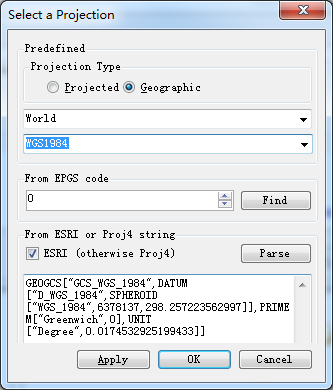 Select a Projection
Predefined
Projection Type
Projected
Geographic
World
WGS1984
From EPGS code
0
Find
From ESRI or Proj4 string
ESRI (otherwise Proj4)
Parse
GEOGCS["GCS_WGS_1984",DATUM
["D_WGS_1984",SPHEROID
["WGS_1984",6378137,298.257223562997]],PRIME
M["Greenwich",0],UNIT
["Degree",0.0174532925199433]]
Apply
OK
Cancel